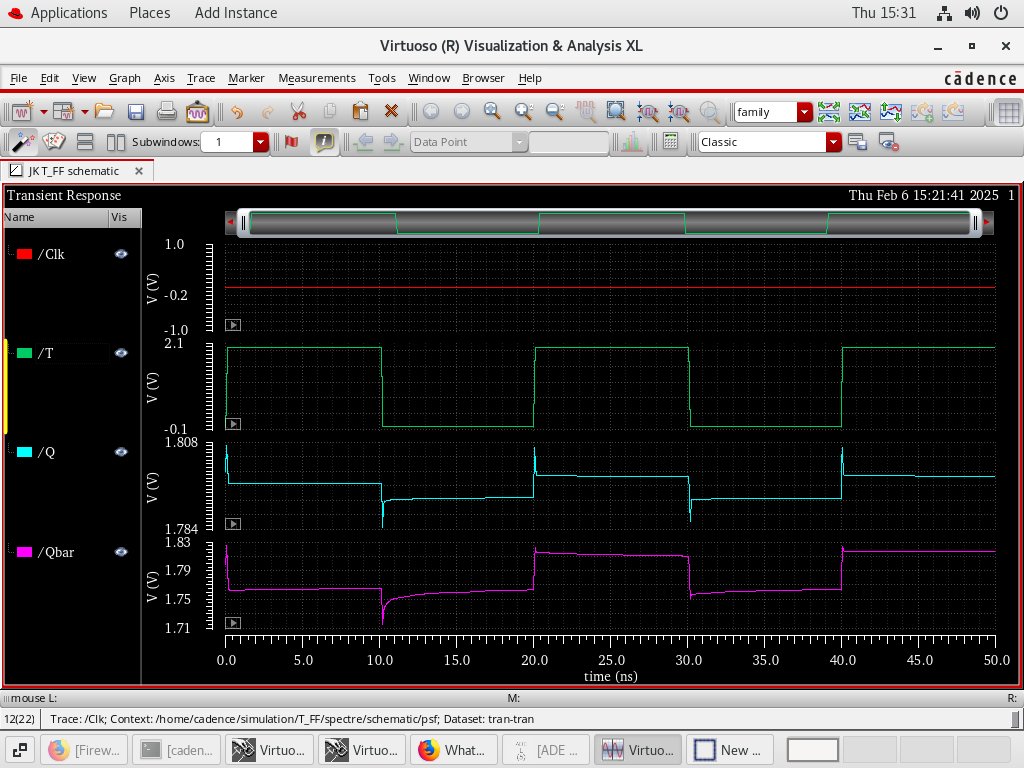 Applications Places Add Instance Thu 15:31
Virtuoso (R) Visualization & Analysis XL
File Edit View Graph Axis Trace Marker Measurements Tools Window Browser Help cādence
family
Subwindows: 1 Data Point Classic
JKT_FF schematic
Transient Response Thu Feb 6 15:21:41 2025 1
Name Vis
/Clk
1.0
V (V)
-0.2
-1.0
/T
2.1
V (V)
-0.1
/Q
1.808
V (V)
1.784
/Qbar
1.83
1.79
V (V)
1.75
1.71
0.0 5.0 10.0 15.0 20.0 25.0 30.0 35.0 40.0 45.0 50.0
time (ns)
mouse L: M: R:
12(22) Trace: /Clk; Context: /home/cadence/simulation/T_FF/spectre/schematic/psf; Dataset: tran-tran
[Firew... [caden... Virtuo... Virtuo... What... [ADE ... Virtuo... New ...